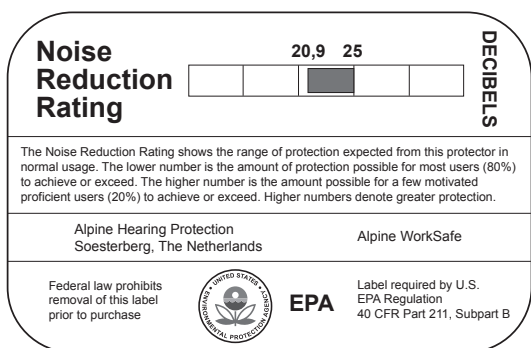 Noise
Reduction
Rating
20,9 25
DECIBELS
The Noise Reduction Rating shows the range of protection expected from this protector in
normal usage. The lower number is the amount of protection possible for most users (80%)
to achieve or exceed. The higher number is the amount possible for a few motivated
proficient users (20%) to achieve or exceed. Higher numbers denote greater protection.
Alpine Hearing Protection
Soesterberg, The Netherlands
Alpine WorkSafe
Federal law prohibits
removal of this label
prior to purchase
UNITED STATES
ENVIRONMENTAL PROTECTION AGENCY
EPA
Label required by U.S.
EPA Regulation
40 CFR Part 211, Subpart B